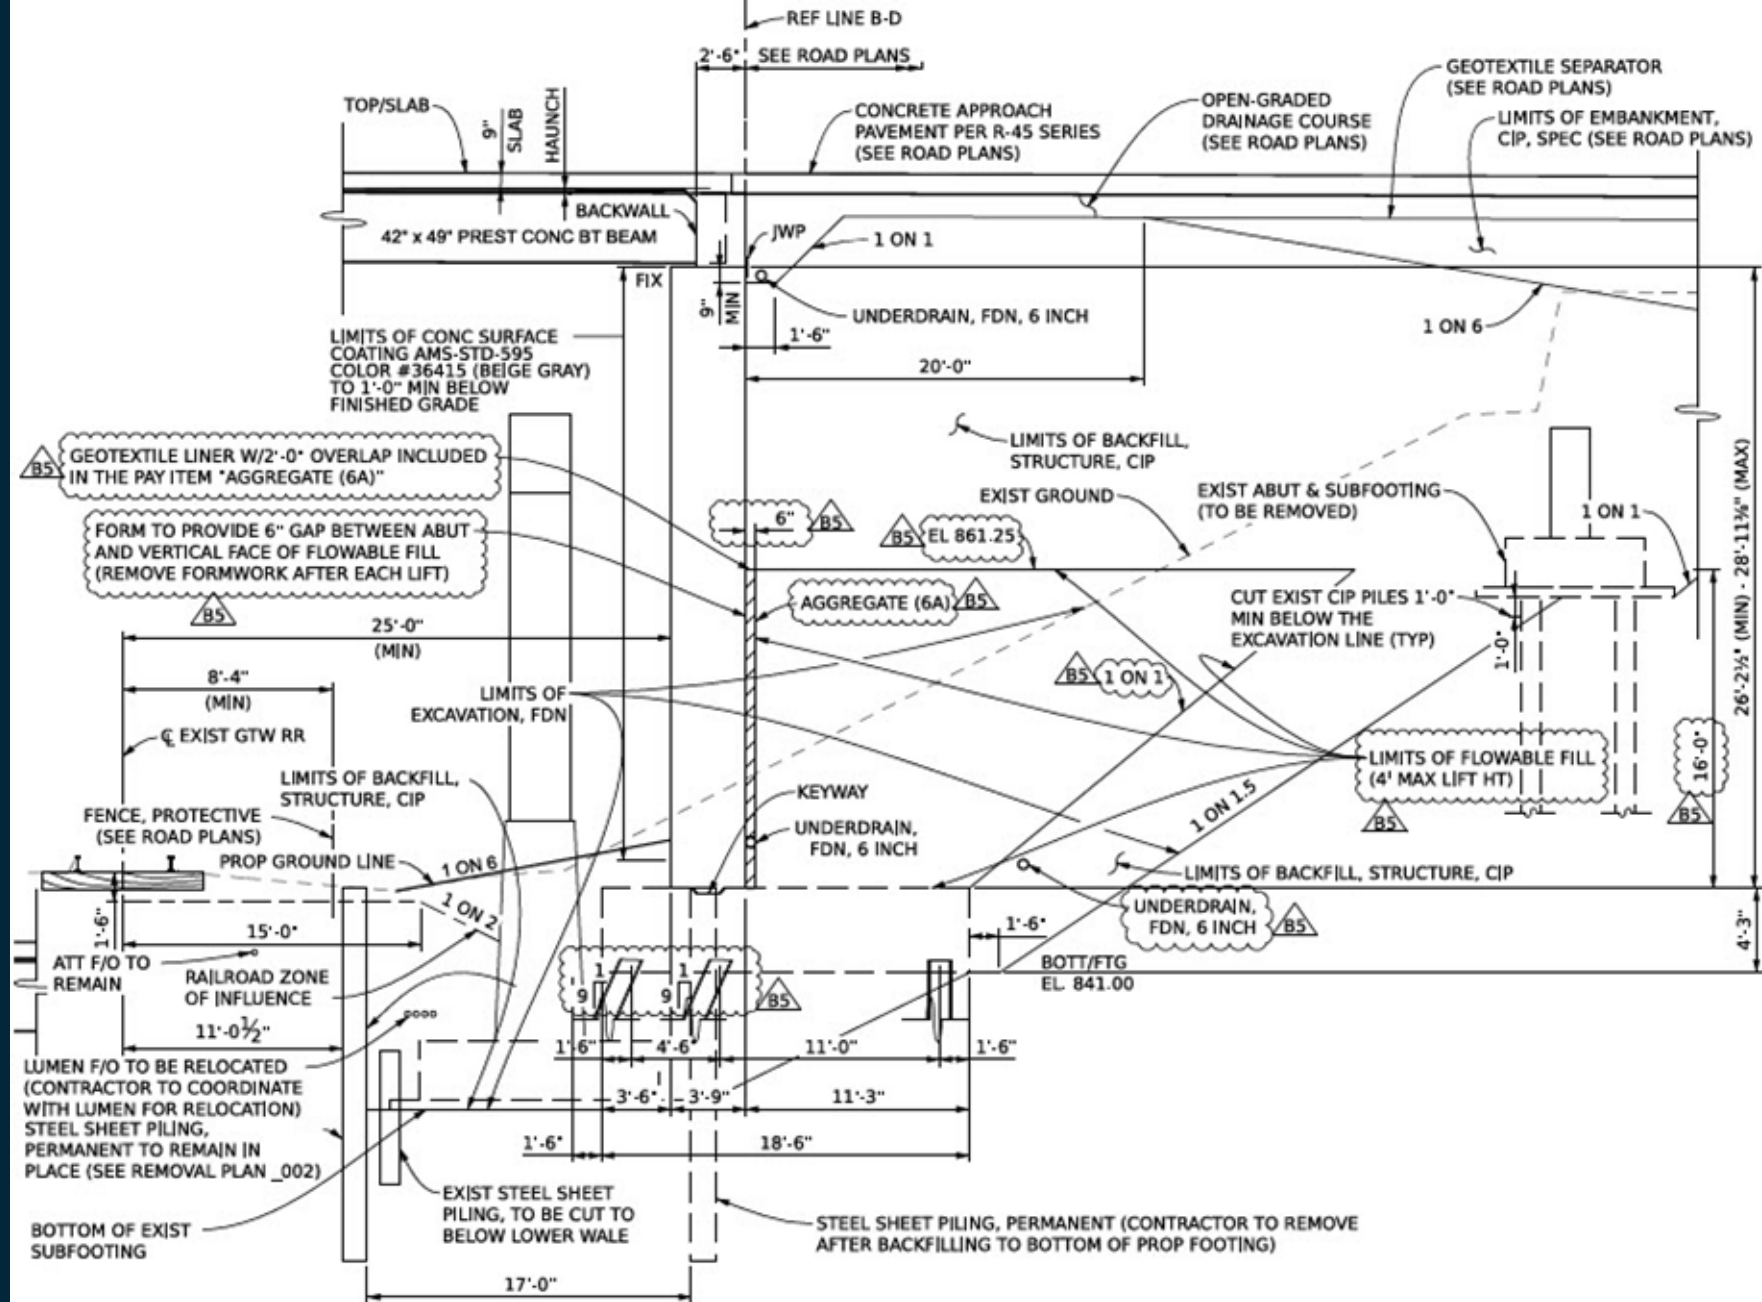 REF LINE B-D
2'-6"
SEE ROAD PLANS
GEOTEXTILE SEPARATOR
(SEE ROAD PLANS)
TOP/SLAB
9"
SLAB
HAUNCH
CONCRETE APPROACH
PAVEMENT PER R-45 SERIES
(SEE ROAD PLANS)
OPEN-GRADED
DRAINAGE COURSE
(SEE ROAD PLANS)
LIMITS OF EMBANKMENT,
CIP, SPEC (SEE ROAD PLANS)
BACKWALL
42" x 49" PREST CONC BT BEAM
JWP
1 ON 1
FIX
9"
MIN
UNDERDRAIN, FDN, 6 INCH
1'-6"
1 ON 6
20'-0"
LIMITS OF CONC SURFACE
COATING AMS-STD-595
COLOR #36415 (BEIGE GRAY)
TO 1'-0" MIN BELOW
FINISHED GRADE
B5
GEOTEXTILE LINER W/2'-0" OVERLAP INCLUDED
IN THE PAY ITEM "AGGREGATE (6A)"
LIMITS OF BACKFILL,
STRUCTURE, CIP
26'-2½" (MIN) - 28'-11⅜" (MAX)
EXIST GROUND
EXIST ABUT & SUBFOOTING
(TO BE REMOVED)
1 ON 1
FORM TO PROVIDE 6" GAP BETWEEN ABUT
AND VERTICAL FACE OF FLOWABLE FILL
(REMOVE FORMWORK AFTER EACH LIFT)
B5
6"
B5
B5
EL 861.25
AGGREGATE (6A)
B5
CUT EXIST CIP PILES 1'-0"
MIN BELOW THE
EXCAVATION LINE (TYP)
1'-0"
25'-0"
(MIN)
8'-4"
(MIN)
LIMITS OF
EXCAVATION, FDN
B5
1 ON 1
℄ EXIST GTW RR
LIMITS OF FLOWABLE FILL
(4' MAX LIFT HT)
B5
16'-0"
B5
LIMITS OF BACKFILL,
STRUCTURE, CIP
KEYWAY
1 ON 1.5
FENCE, PROTECTIVE
(SEE ROAD PLANS)
UNDERDRAIN,
FDN, 6 INCH
PROP GROUND LINE
1 ON 6
LIMITS OF BACKFILL, STRUCTURE, CIP
1 ON 2
1'-6"
15'-0"
1'-6"
UNDERDRAIN,
FDN, 6 INCH
B5
4'-3"
ATT F/O TO
REMAIN
RAILROAD ZONE
OF INFLUENCE
1
9
1
9
B5
BOTT/FTG
EL. 841.00
11'-0½"
1'-6"
4'-6"
11'-0"
1'-6"
LUMEN F/O TO BE RELOCATED
(CONTRACTOR TO COORDINATE
WITH LUMEN FOR RELOCATION)
3'-6"
3'-9"
11'-3"
STEEL SHEET PILING,
PERMANENT TO REMAIN IN
PLACE (SEE REMOVAL PLAN _002)
1'-6"
18'-6"
EXIST STEEL SHEET
PILING, TO BE CUT TO
BELOW LOWER WALE
BOTTOM OF EXIST
SUBFOOTING
STEEL SHEET PILING, PERMANENT (CONTRACTOR TO REMOVE
AFTER BACKFILLING TO BOTTOM OF PROP FOOTING)
17'-0"